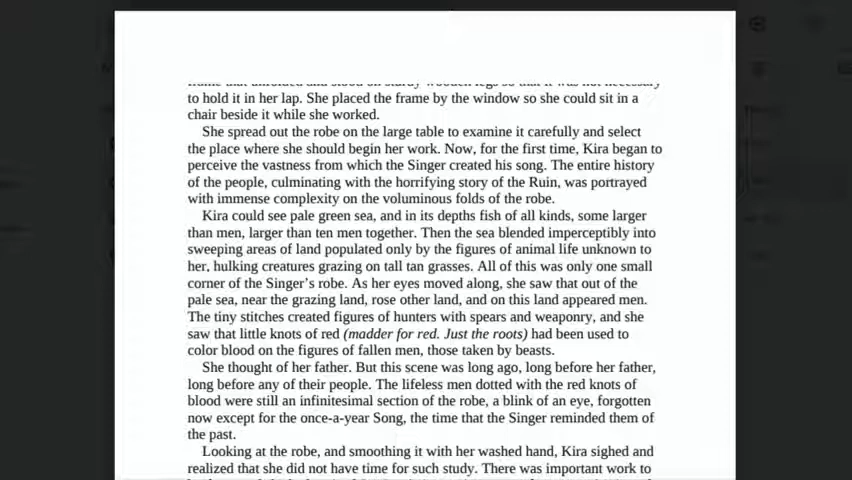 frame that unfolded and stood on sturdy wooden legs so that it was not necessary
to hold it in her lap. She placed the frame by the window so she could sit in a
chair beside it while she worked.
She spread out the robe on the large table to examine it carefully and select
the place where she should begin her work. Now, for the first time, Kira began to
perceive the vastness from which the Singer created his song. The entire history
of the people, culminating with the horrifying story of the Ruin, was portrayed
with immense complexity on the voluminous folds of the robe.
Kira could see pale green sea, and in its depths fish of all kinds, some larger
than men, larger than ten men together. Then the sea blended imperceptibly into
sweeping areas of land populated only by the figures of animal life unknown to
her, hulking creatures grazing on tall tan grasses. All of this was only one small
corner of the Singer's robe. As her eyes moved along, she saw that out of the
pale sea, near the grazing land, rose other land, and on this land appeared men.
The tiny stitches created figures of hunters with spears and weaponry, and she
saw that little knots of red (madder for red. Just the roots) had been used to
color blood on the figures of fallen men, those taken by beasts.
She thought of her father. But this scene was long ago, long before her father,
long before any of their people. The lifeless men dotted with the red knots of
blood were still an infinitesimal section of the robe, a blink of an eye, forgotten
now except for the once-a-year Song, the time that the Singer reminded them of
the past.
Looking at the robe, and smoothing it with her washed hand, Kira sighed and
realized that she did not have time for such study. There was important work to